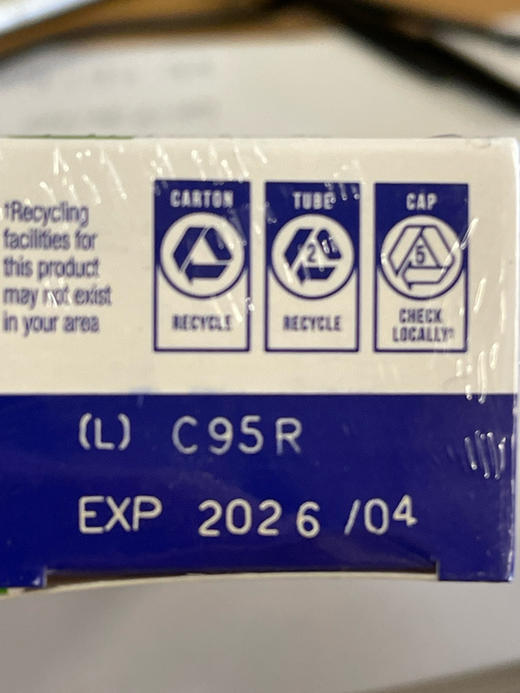 †Recycling
facilities for
this product
may not exist
in your area
CARTON
RECYCLE
TUBE
2
RECYCLE
CAP
5
CHECK
LOCALLY†
(L) C95R
EXP 2026/04